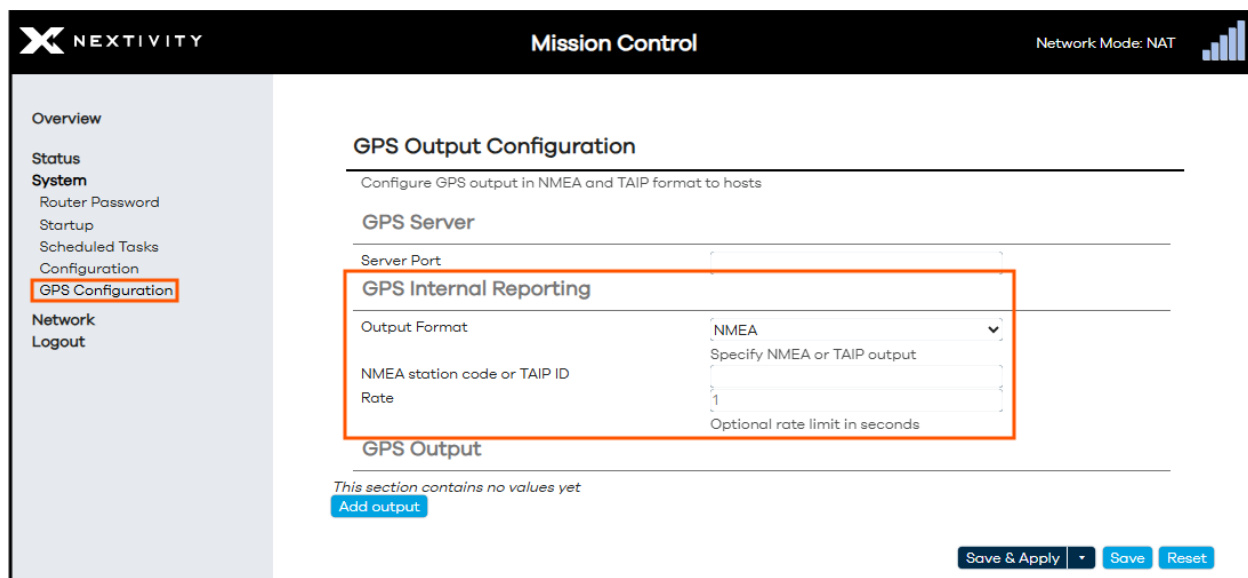 NEXTIVITY
Mission Control
Network Mode: NAT
Overview
Status
System
Router Password
Startup
Scheduled Tasks
Configuration
GPS Configuration
Network
Logout
GPS Output Configuration
Configure GPS output in NMEA and TAIP format to hosts
GPS Server
Server Port
GPS Internal Reporting
Output Format NMEA
Specify NMEA or TAIP output
NMEA station code or TAIP ID
Rate 1
Optional rate limit in seconds
GPS Output
This section contains no values yet
Add output
Save & Apply Save Reset